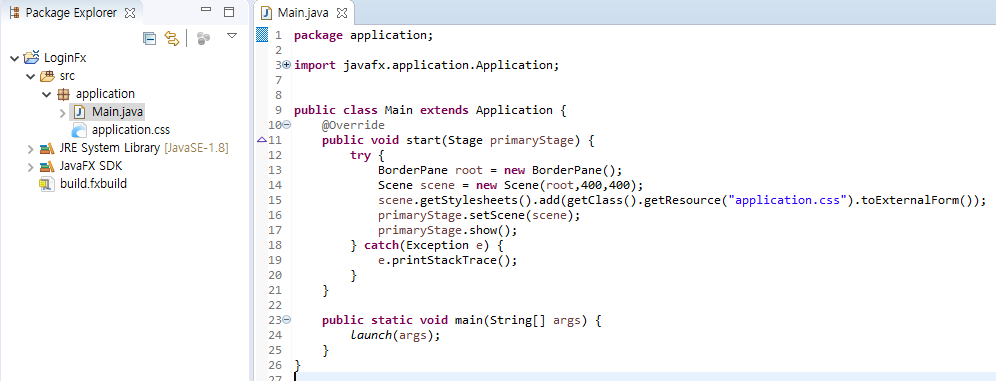 Package Explorer
LoginFx
src
application
Main.java
application.css
JRE System Library [JavaSE-1.8]
JavaFX SDK
build.fxbuild
Main.java
1 package application;
2
3 import javafx.application.Application;
7
8
9 public class Main extends Application {
10 @Override
11 public void start(Stage primaryStage) {
12 try {
13 BorderPane root = new BorderPane();
14 Scene scene = new Scene(root,400,400);
15 scene.getStylesheets().add(getClass().getResource("application.css").toExternalForm());
16 primaryStage.setScene(scene);
17 primaryStage.show();
18 } catch(Exception e) {
19 e.printStackTrace();
20 }
21 }
22
23 public static void main(String[] args) {
24 launch(args);
25 }
26 }
27